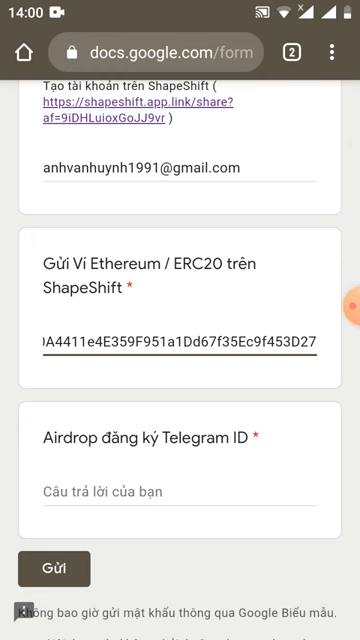 14:00
docs.google.com/form
2
Tạo tài khoản trên ShapeShift (
https://shapeshift.app.link/share?
af=9iDHLuioxGoJJ9vr )
anhvanhuynh1991@gmail.com
Gửi Ví Ethereum / ERC20 trên
ShapeShift *
0A4411e4E359F951a1Dd67f35Ec9f453D27
Airdrop đăng ký Telegram ID *
Câu trả lời của bạn
Gửi
Không bao giờ gửi mật khẩu thông qua Google Biểu mẫu.